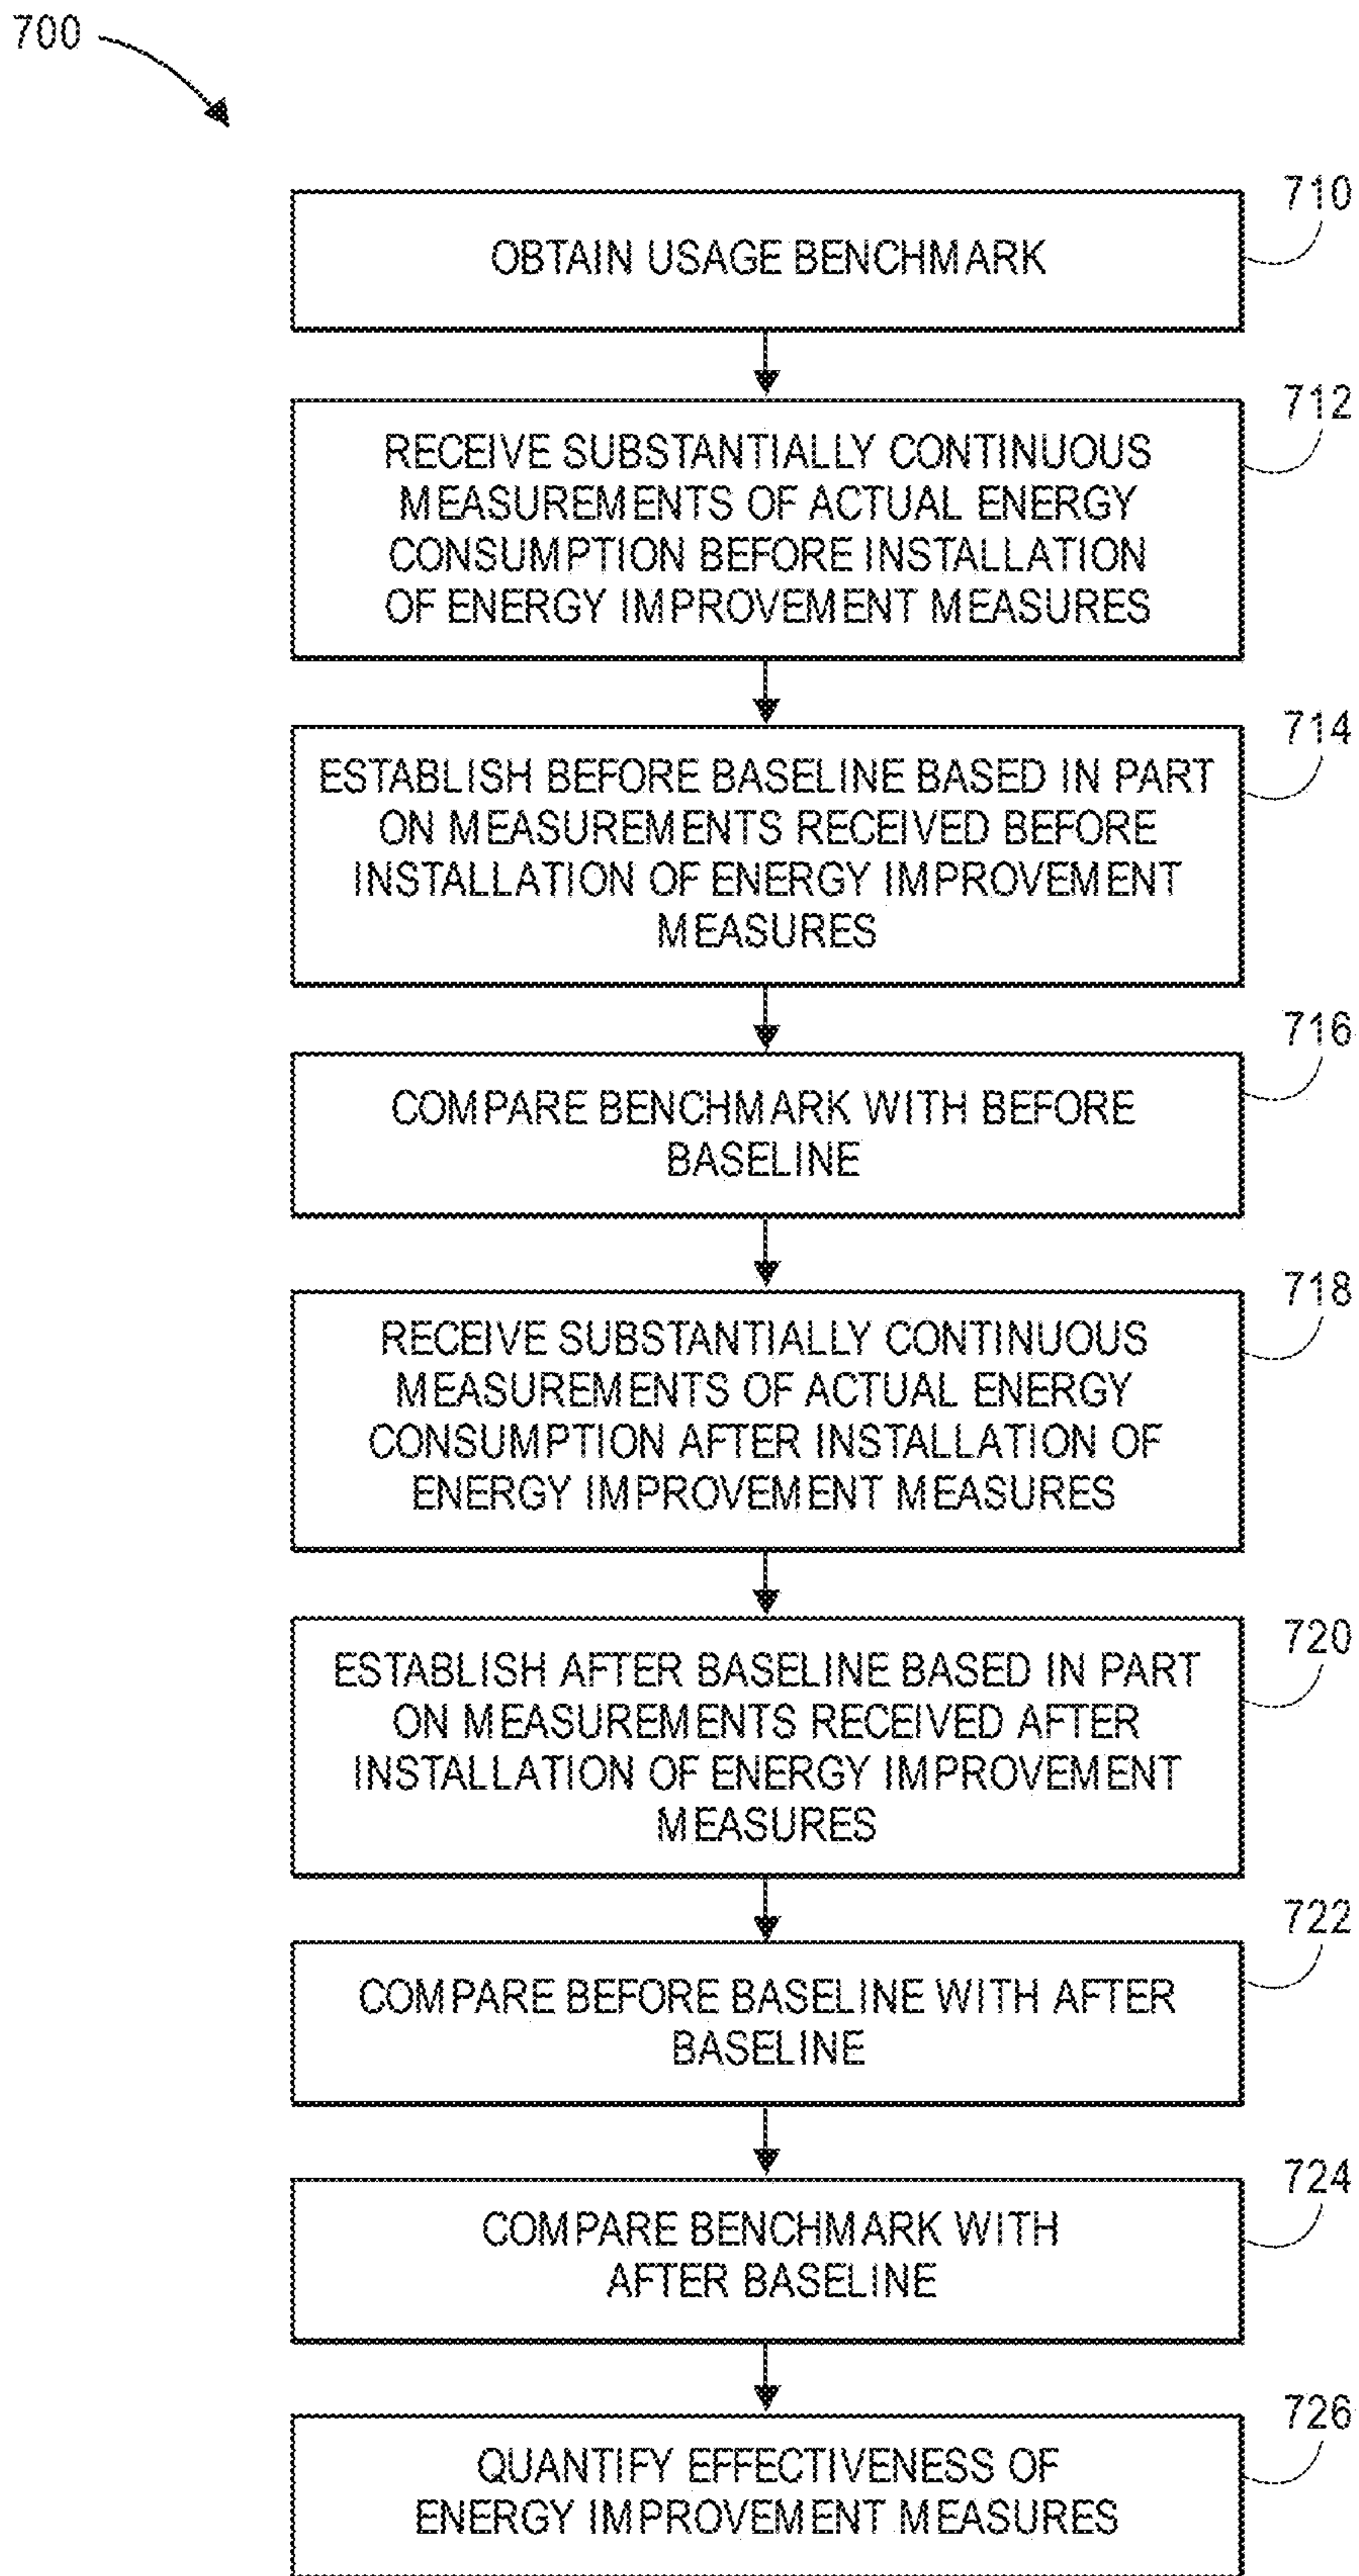 700
710
OBTAIN USAGE BENCHMARK
712
RECEIVE SUBSTANTIALLY CONTINUOUS
MEASUREMENTS OF ACTUAL ENERGY
CONSUMPTION BEFORE INSTALLATION
OF ENERGY IMPROVEMENT MEASURES
714
ESTABLISH BEFORE BASELINE BASED IN PART
ON MEASUREMENTS RECEIVED BEFORE
INSTALLATION OF ENERGY IMPROVEMENT
MEASURES
716
COMPARE BENCHMARK WITH BEFORE
BASELINE
718
RECEIVE SUBSTANTIALLY CONTINUOUS
MEASUREMENTS OF ACTUAL ENERGY
CONSUMPTION AFTER INSTALLATION OF
ENERGY IMPROVEMENT MEASURES
720
ESTABLISH AFTER BASELINE BASED IN PART
ON MEASUREMENTS RECEIVED AFTER
INSTALLATION OF ENERGY IMPROVEMENT
MEASURES
722
COMPARE BEFORE BASELINE WITH AFTER
BASELINE
724
COMPARE BENCHMARK WITH
AFTER BASELINE
726
QUANTIFY EFFECTIVENESS OF
ENERGY IMPROVEMENT MEASURES